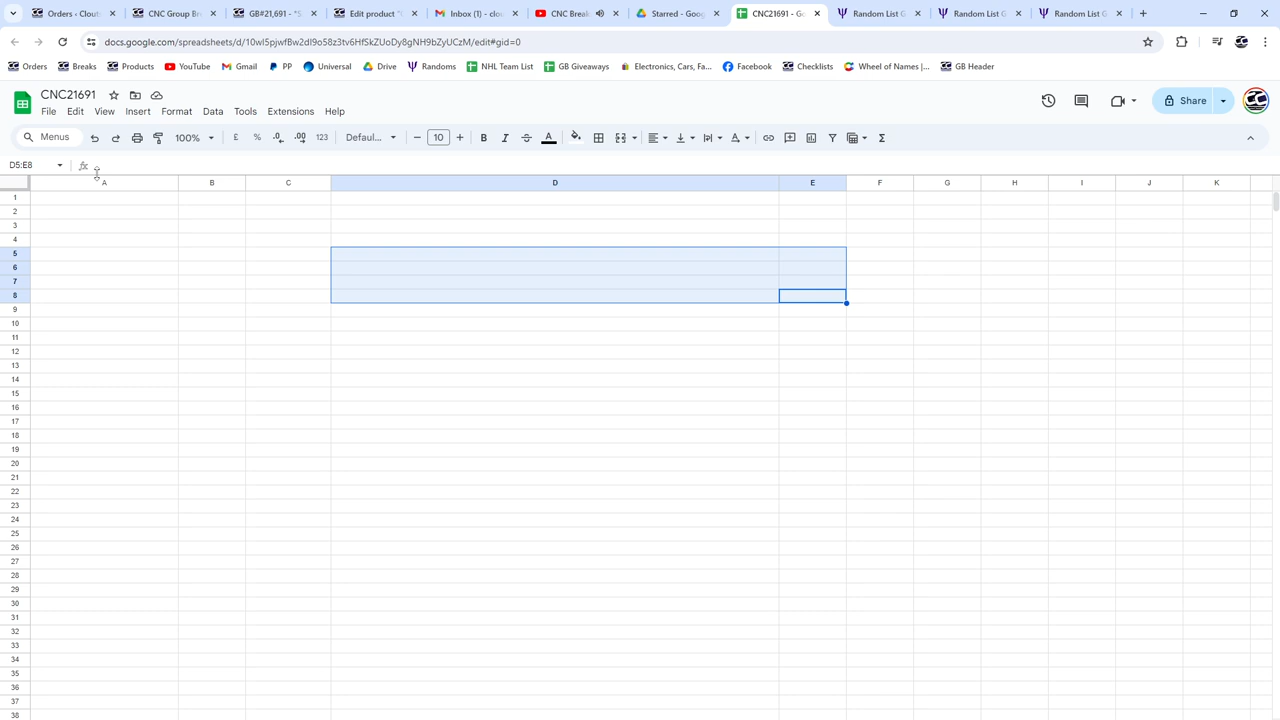 Orders - Clout
CNC Group Br
GB#21691 - "S
Edit product "
Inbox (1) - clo
CNC Break
Starred - Goo
CNC21691 - G
Random List G
Random List G
Random List G
docs.google.com/spreadsheets/d/10wI5pjwfBw2dI9o58z3tv6HfSkZUoDy8gNH9bZyUCzM/edit#gid=0
Orders
Breaks
Products
YouTube
Gmail
PP
Universal
Drive
Randoms
NHL Team List
GB Giveaways
Electronics, Cars, Fa...
Facebook
Checklists
Wheel of Names |...
GB Header
CNC21691
File Edit View Insert Format Data Tools Extensions Help
Share
Menus 100% £ % .0 .00 123 Defaul... 10 B I S A Σ
D5:E8 fx
A B C D E F G H I J K
1
2
3
4
5
6
7
8
9
10
11
12
13
14
15
16
17
18
19
20
21
22
23
24
25
26
27
28
29
30
31
32
33
34
35
36
37
38